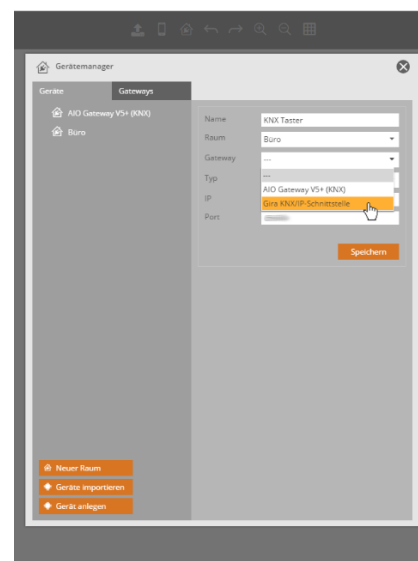 Gerätemanager
Geräte
Gateways
AIO Gateway V5+ (KNX)
Büro
Name
KNX Taster
Raum
Büro
Gateway
---
Typ
---
AIO Gateway V5+ (KNX)
IP
Gira KNX/IP-Schnittstelle
Port
Speichern
Neuer Raum
Geräte importieren
Gerät anlegen